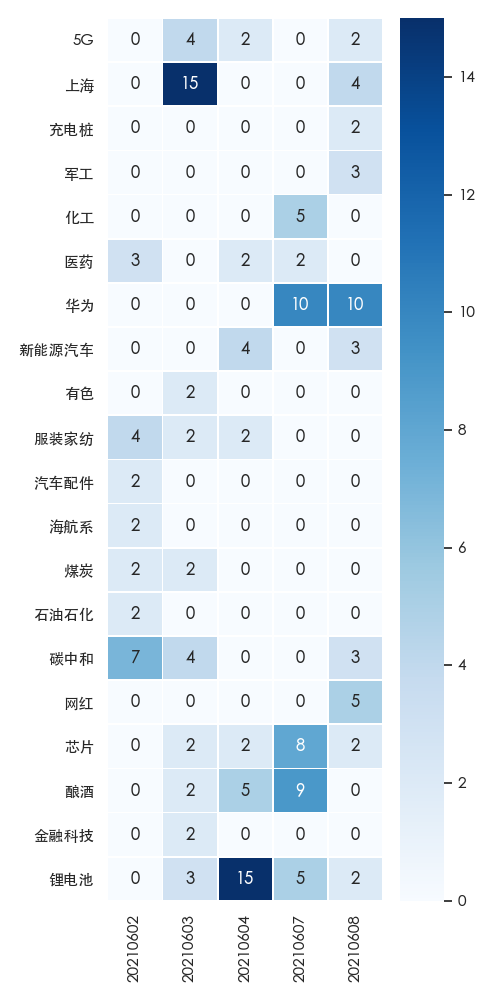 5G 0 4 2 0 2
上海 0 15 0 0 4
充电桩 0 0 0 0 2
军工 0 0 0 0 3
化工 0 0 0 5 0
医药 3 0 2 2 0
华为 0 0 0 10 10
新能源汽车 0 0 4 0 3
有色 0 2 0 0 0
服装家纺 4 2 2 0 0
汽车配件 2 0 0 0 0
海航系 2 0 0 0 0
煤炭 2 2 0 0 0
石油石化 2 0 0 0 0
碳中和 7 4 0 0 3
网红 0 0 0 0 5
芯片 0 2 2 8 2
酿酒 0 2 5 9 0
金融科技 0 2 0 0 0
锂电池 0 3 15 5 2
20210602 20210603 20210604 20210607 20210608
14
12
10
8
6
4
2
0